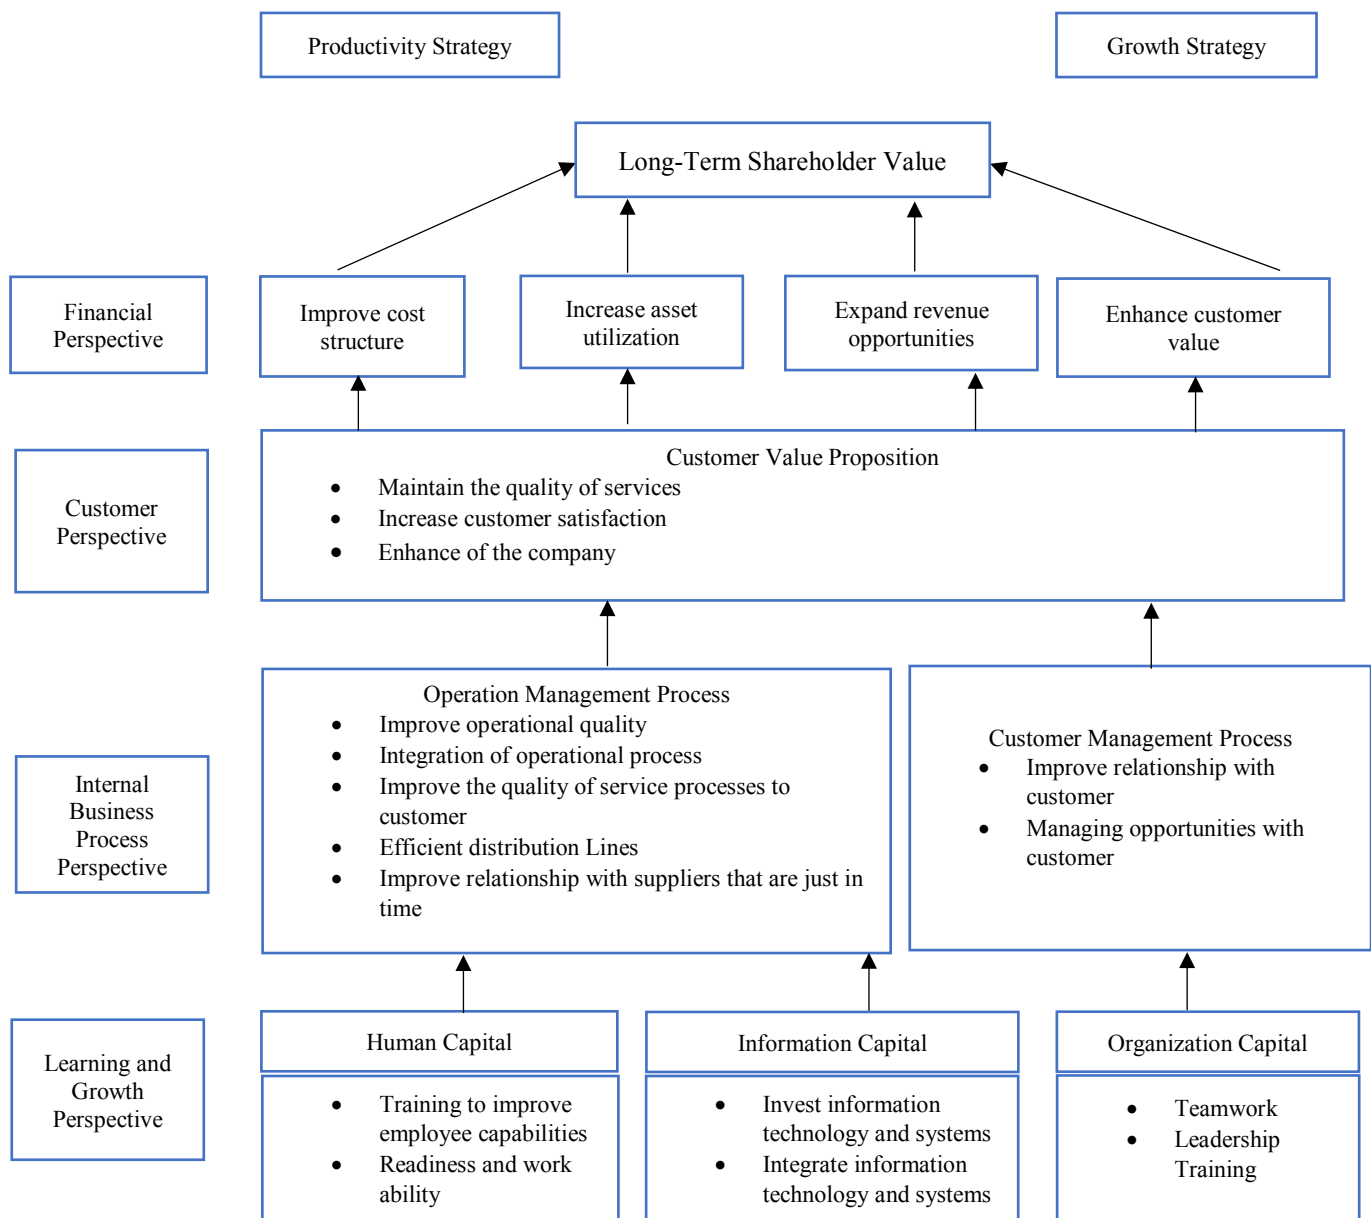 Productivity Strategy
Growth Strategy
Long-Term Shareholder Value
Financial
Perspective
Improve cost
structure
Increase asset
utilization
Expand revenue
opportunities
Enhance customer
value
Customer
Perspective
Customer Value Proposition
• Maintain the quality of services
• Increase customer satisfaction
• Enhance of the company
Internal
Business
Process
Perspective
Operation Management Process
• Improve operational quality
• Integration of operational process
• Improve the quality of service processes to
customer
• Efficient distribution Lines
• Improve relationship with suppliers that are just in
time
Customer Management Process
• Improve relationship with
customer
• Managing opportunities with
customer
Learning and
Growth
Perspective
Human Capital
• Training to improve
employee capabilities
• Readiness and work
ability
Information Capital
• Invest information
technology and systems
• Integrate information
technology and systems
Organization Capital
• Teamwork
• Leadership
Training